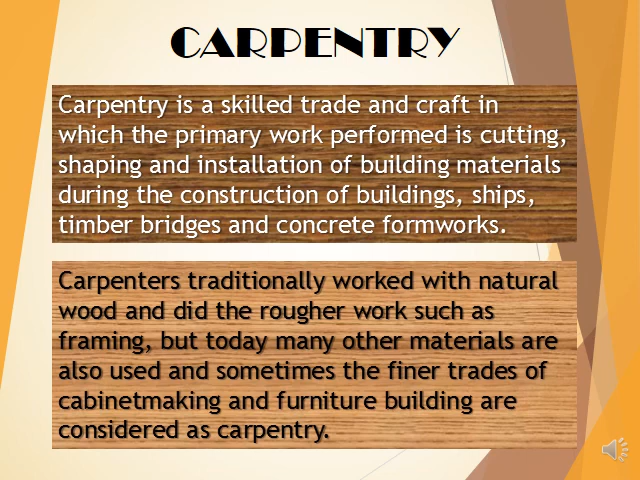 CARPENTRY
Carpentry is a skilled trade and craft in
which the primary work performed is cutting,
shaping and installation of building materials
during the construction of buildings, ships,
timber bridges and concrete formworks.
Carpenters traditionally worked with natural
wood and did the rougher work such as
framing, but today many other materials are
also used and sometimes the finer trades of
cabinetmaking and furniture building are
considered as carpentry.